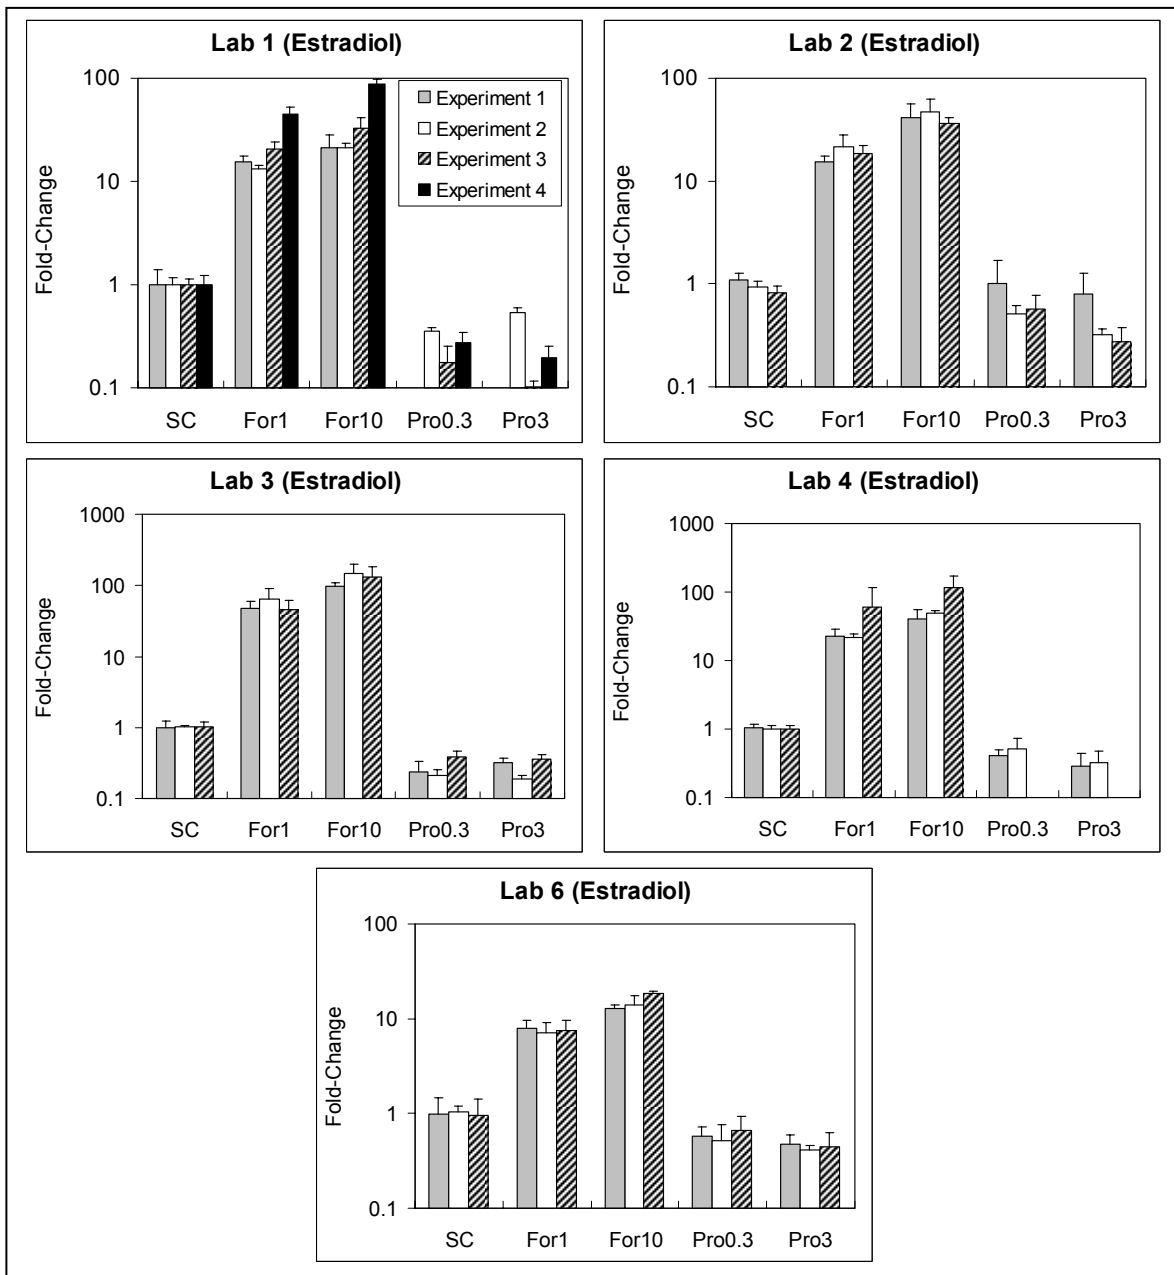 Lab 1 (Estradiol)
Fold-Change
100
10
1
0.1
Experiment 1
Experiment 2
Experiment 3
Experiment 4
SC For1 For10 Pro0.3 Pro3
Lab 2 (Estradiol)
Fold-Change
100
10
1
0.1
SC For1 For10 Pro0.3 Pro3
Lab 3 (Estradiol)
Fold-Change
1000
100
10
1
0.1
SC For1 For10 Pro0.3 Pro3
Lab 4 (Estradiol)
Fold-Change
1000
100
10
1
0.1
SC For1 For10 Pro0.3 Pro3
Lab 6 (Estradiol)
Fold-Change
100
10
1
0.1
SC For1 For10 Pro0.3 Pro3